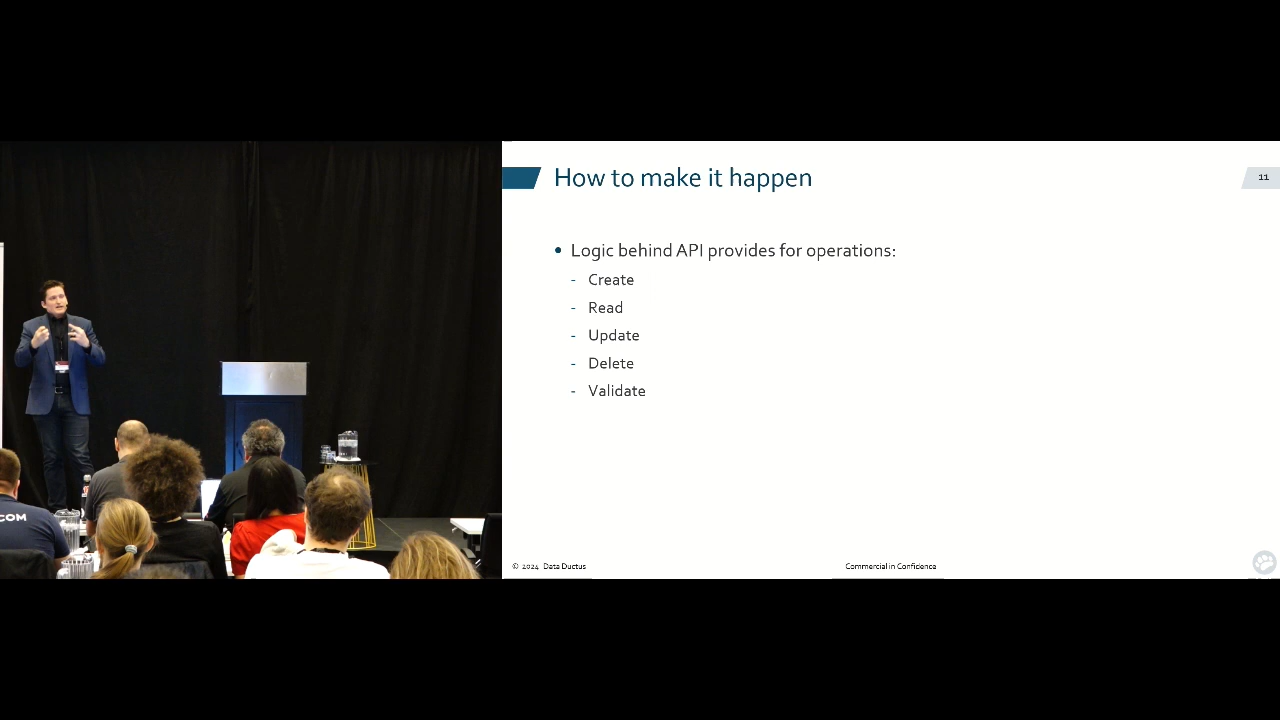 How to make it happen
11
• Logic behind API provides for operations:
- Create
- Read
- Update
- Delete
- Validate
COM
© 2024 Data Ductus
Commercial in Confidence